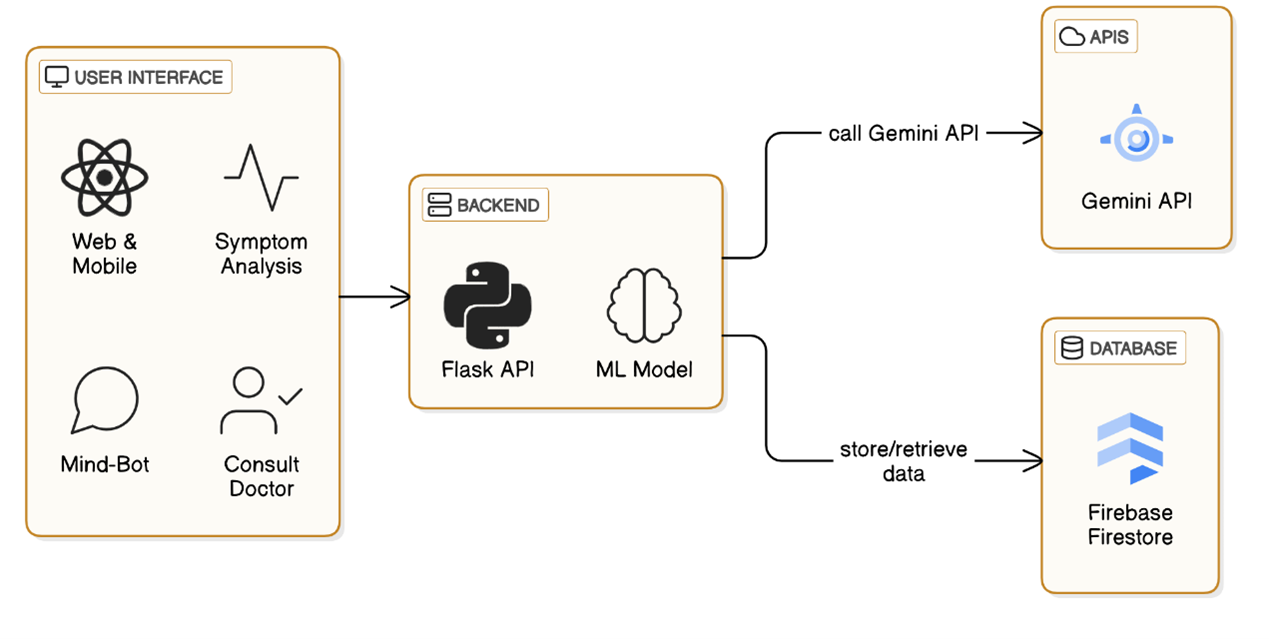 USER INTERFACE
Web &
Mobile
Symptom
Analysis
Mind-Bot
Consult
Doctor
BACKEND
Flask API
ML Model
call Gemini API
store/retrieve
data
APIS
Gemini API
DATABASE
Firebase
Firestore